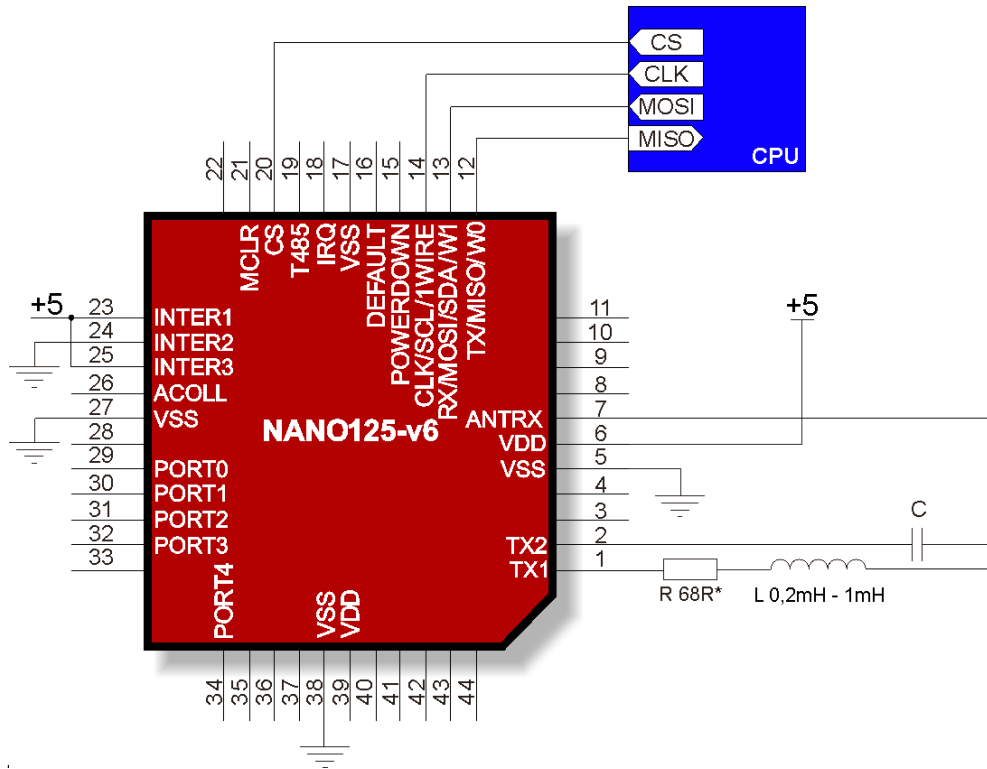 CS
CLK
MOSI
MISO
CPU
22
21
20
19
18
17
16
15
14
13
12
MCLR
CS
T485
IRQ
VSS
DEFAULT
POWERDOWN
CLK/SCL/1WIRE
RX/MOSI/SDA/W1
TX/MISO/W0
+5
23
INTER1
24
INTER2
25
INTER3
26
ACOLL
27
VSS
28
29
PORT0
30
PORT1
31
PORT2
32
PORT3
33
NANO125-v6
11
10
9
8
ANTRX
7
VDD
6
VSS
5
4
3
TX2
2
TX1
1
+5
C
R 68R*
L 0,2mH - 1mH
PORT4
VSS
VDD
34
35
36
37
38
39
40
41
42
43
44